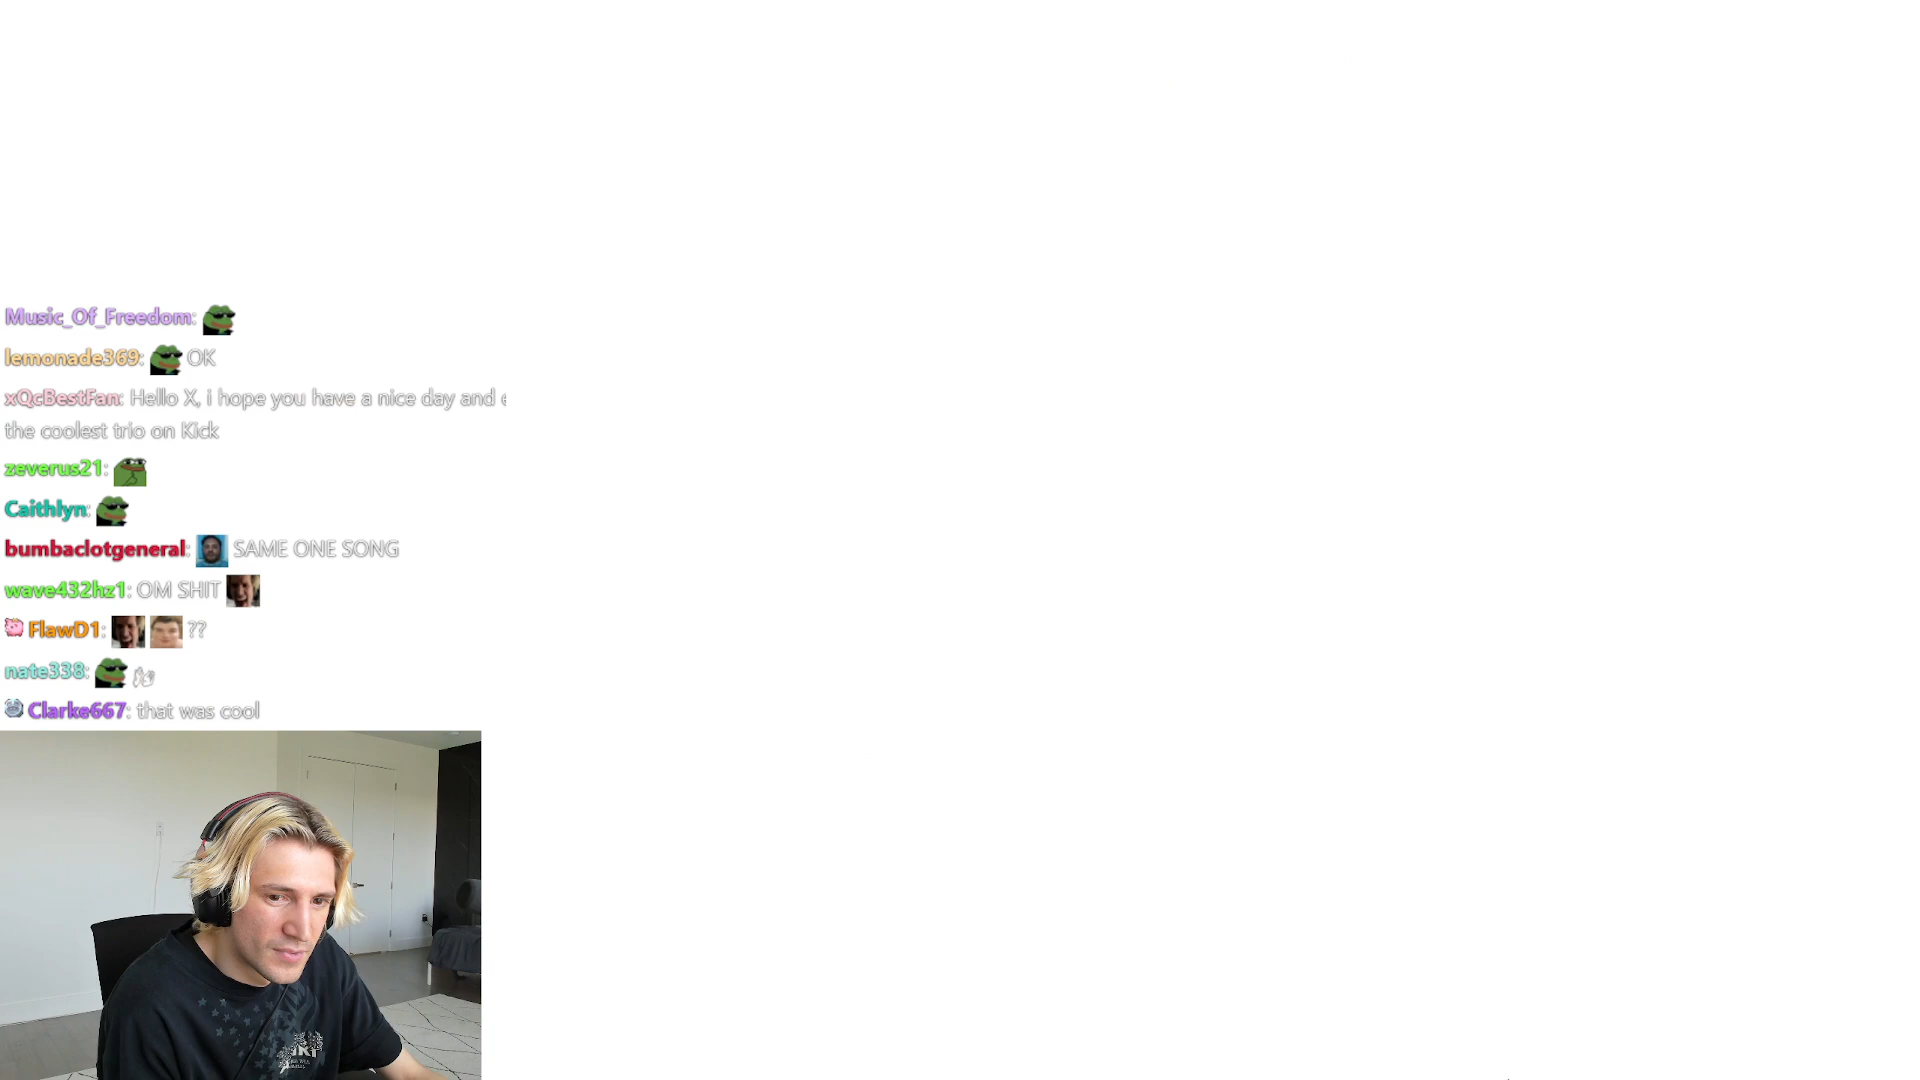 Music_Of_Freedom:
lemonade369: OK
xQcBestFan: Hello X, i hope you have a nice day and
the coolest trio on Kick
zeverus21:
Caithlyn:
bumbaclotgeneral: SAME ONE SONG
wave432hz1: OM SHIT
FlawD1: ??
nate338:
Clarke667: that was cool